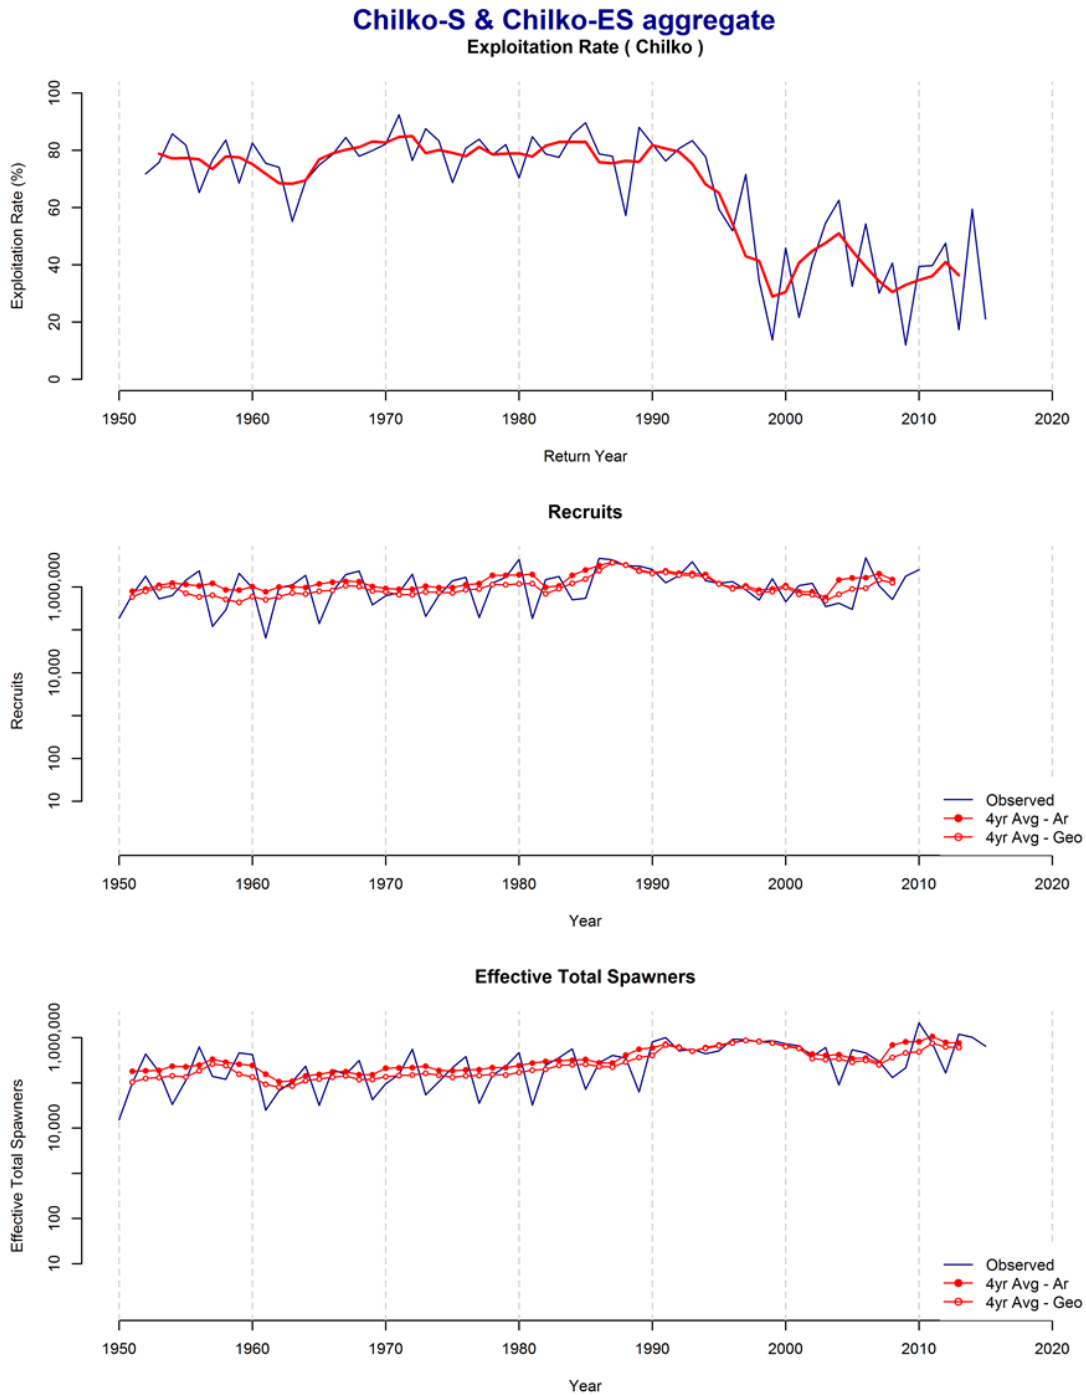 Chilko-S & Chilko-ES aggregate
Exploitation Rate ( Chilko )
Exploitation Rate (%)
100
80
60
40
20
0
1950 1960 1970 1980 1990 2000 2010 2020
Return Year
Recruits
Recruits
1,000,000
10,000
100
10
Observed
4yr Avg - Ar
4yr Avg - Geo
1950 1960 1970 1980 1990 2000 2010 2020
Year
Effective Total Spawners
Effective Total Spawners
1,000,000
10,000
100
10
Observed
4yr Avg - Ar
4yr Avg - Geo
1950 1960 1970 1980 1990 2000 2010 2020
Year